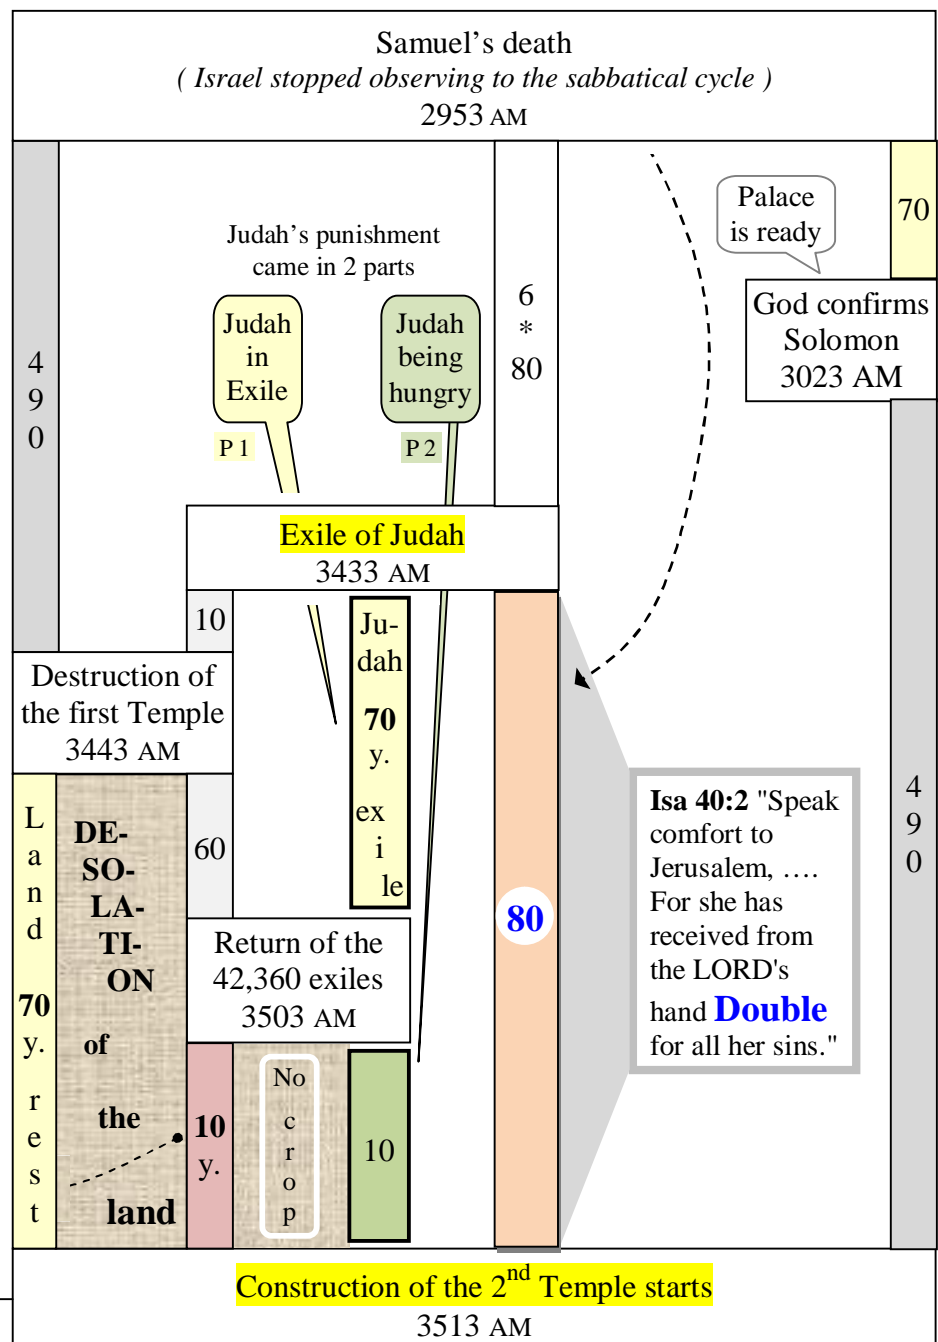 Samuel’s death
( Israel stopped observing to the sabbatical cycle )
2953 AM
70
Palace
is ready
Judah’s punishment
came in 2 parts
God confirms
Solomon
3023 AM
6
*
80
Judah
in
Exile
Judah
being
hungry
4
9
0
P 1
P 2
Exile of Judah
3433 AM
10
Ju-
dah
70
y.
ex
i
le
Destruction of
the first Temple
3443 AM
L
a
n
d
70
y.
r
e
s
t
DE-
SO-
LA-
TI-
ON
of
the
land
60
80
Isa 40:2 "Speak
comfort to
Jerusalem, ….
For she has
received from
the LORD's
hand Double
for all her sins."
4
9
0
Return of the
42,360 exiles
3503 AM
10
y.
No
c
r
o
p
10
Construction of the 2nd Temple starts
3513 AM